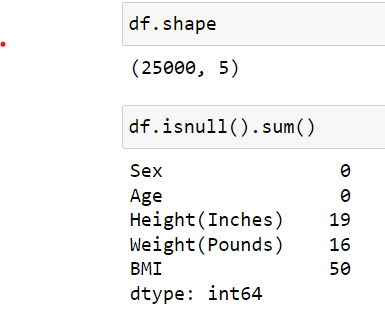 df.shape
(25000, 5)
df.isnull().sum()
Sex 0
Age 0
Height(Inches) 19
Weight(Pounds) 16
BMI 50
dtype: int64